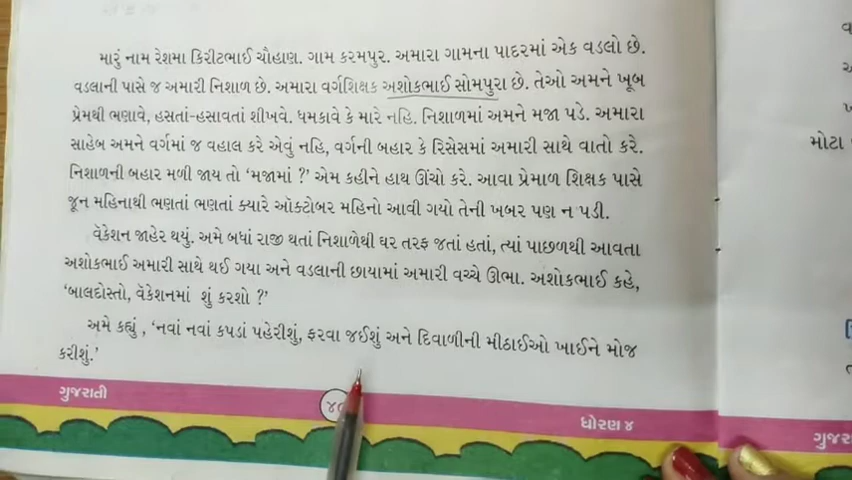 મારું નામ રેશમા કિરીટભાઈ ચૌહાણ. ગામ કરમપુર. અમારા ગામના પાદરમાં એક વડલો છે.
વડલાની પાસે જ અમારી નિશાળ છે. અમારા વર્ગશિક્ષક અશોકભાઈ સોમપુરા છે. તેઓ અમને ખૂબ
પ્રેમથી ભણાવે, હસતાં-હસાવતાં શીખવે. ધમકાવે કે મારે નહિ. નિશાળમાં અમને મજા પડે. અમારા
સાહેબ અમને વર્ગમાં જ વહાલ કરે એવું નહિ, વર્ગની બહાર કે રિસેસમાં અમારી સાથે વાતો કરે.
નિશાળની બહાર મળી જાય તો ‘મજામાં ?’ એમ કહીને હાથ ઊંચો કરે. આવા પ્રેમાળ શિક્ષક પાસે
જૂન મહિનાથી ભણતાં ભણતાં ક્યારે ઑક્ટોબર મહિનો આવી ગયો તેની ખબર પણ ન પડી.
વૅકેશન જાહેર થયું. અમે બધાં રાજી થતાં નિશાળેથી ઘર તરફ જતાં હતાં, ત્યાં પાછળથી આવતા
અશોકભાઈ અમારી સાથે થઈ ગયા અને વડલાની છાયામાં અમારી વચ્ચે ઊભા. અશોકભાઈ કહે,
‘બાલદોસ્તો, વૅકેશનમાં શું કરશો ?’
અમે કહ્યું , ‘નવાં નવાં કપડાં પહેરીશું, ફરવા જઈશું અને દિવાળીની મીઠાઈઓ ખાઈને મોજ
કરીશું.’
ગુજરાતી
ધોરણ ૪
મોટા
ગુજ